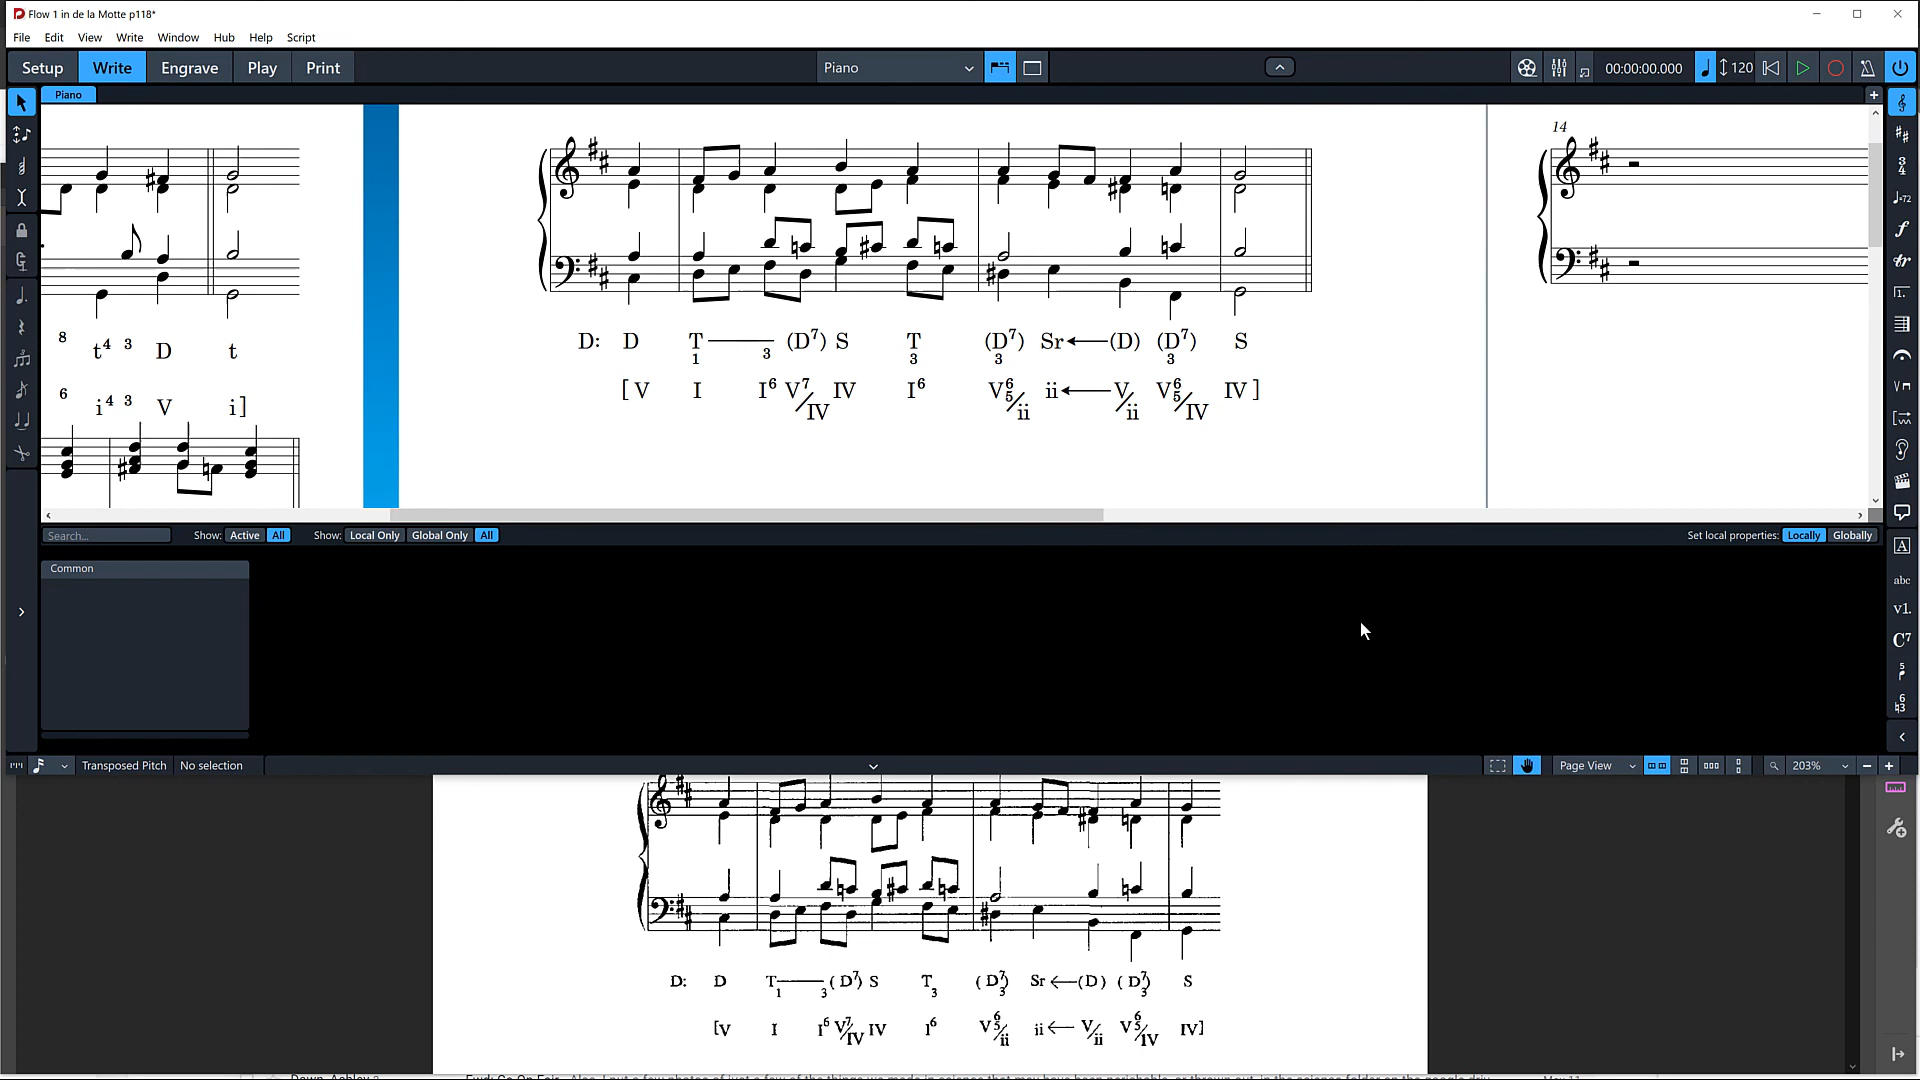 Flow 1 in de la Motte p118*
File Edit View Write Window Hub Help Script
Setup Write Engrave Play Print Piano 00:00:00.000 120
Piano
14
8 t4 3 D t
D: D T1 3 (D7) S T3 (D7)3 Sr (D) (D7)3 S
6 i4 3 V i]
[V I I6 V7/IV IV I6 V6 5/ii ii V/ii V6 5/IV IV]
Search... Show: Active All Show: Local Only Global Only All Set local properties: Locally Globally
Common
Transposed Pitch No selection Page View 203%
D: D T1 3 (D7) S T3 (D7 3) Sr (D) (D7 3) S
[V I I6 V7/IV IV I6 V6 5/ii ii V/ii V6 5/IV IV]